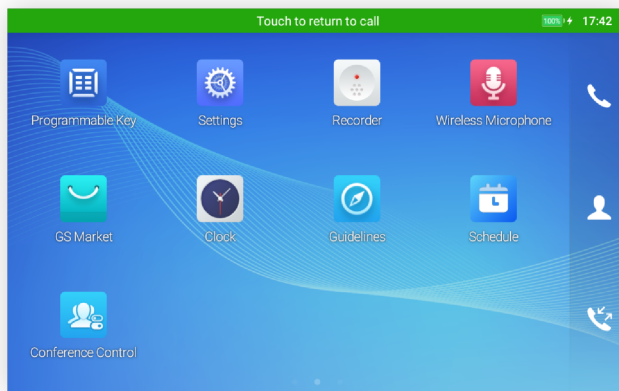 Touch to return to call
100%
17:42
Programmable Key
Settings
Recorder
Wireless Microphone
GS Market
Clock
Guidelines
Schedule
Conference Control